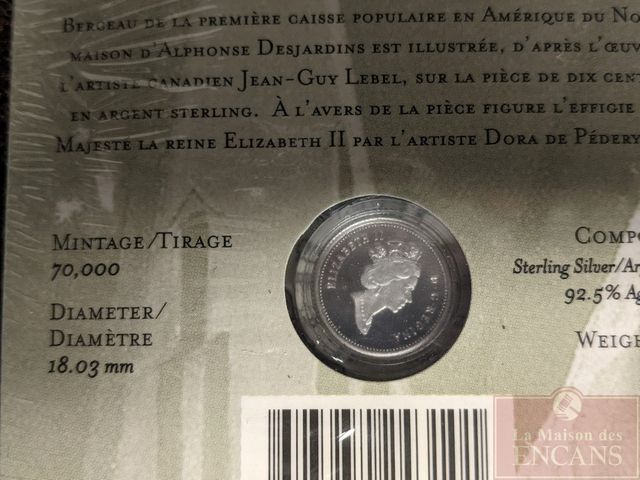 Berceau de la première caisse populaire en Amérique du No
maison d'Alphonse Desjardins est illustrée, d'après l'œuv
l'artiste canadien Jean-Guy Lebel, sur la pièce de dix cent
en argent sterling. À l'avers de la pièce figure l'effigie
Majeste la reine Elizabeth II par l'artiste Dora de Pédery
Mintage/Tirage
70,000
Diameter/
Diamètre
18.03 mm
ELIZABETH II D·G·REGINA
Compo
Sterling Silver/Ar
92.5% Ag
Weigh
La Maison des
ENCANS